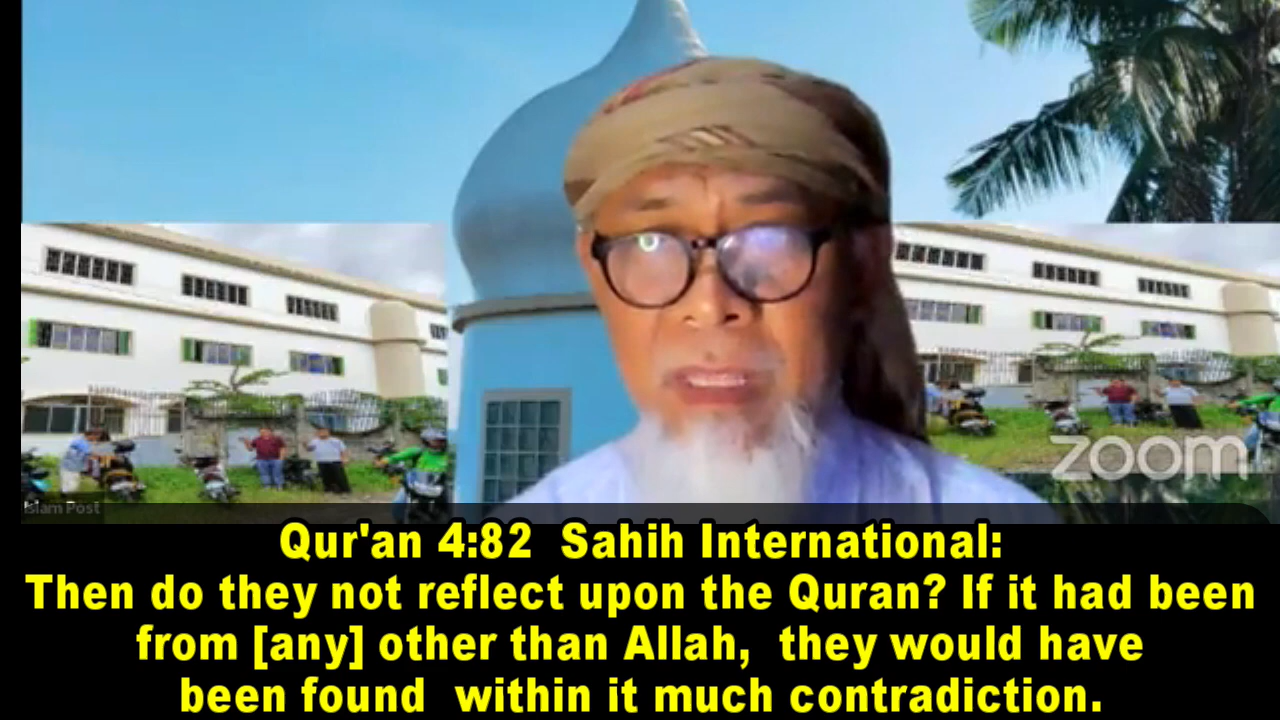 zoom
Islam Post
Qur'an 4:82  Sahih International:
Then do they not reflect upon the Quran? If it had been
from [any] other than Allah,  they would have
been found  within it much contradiction.